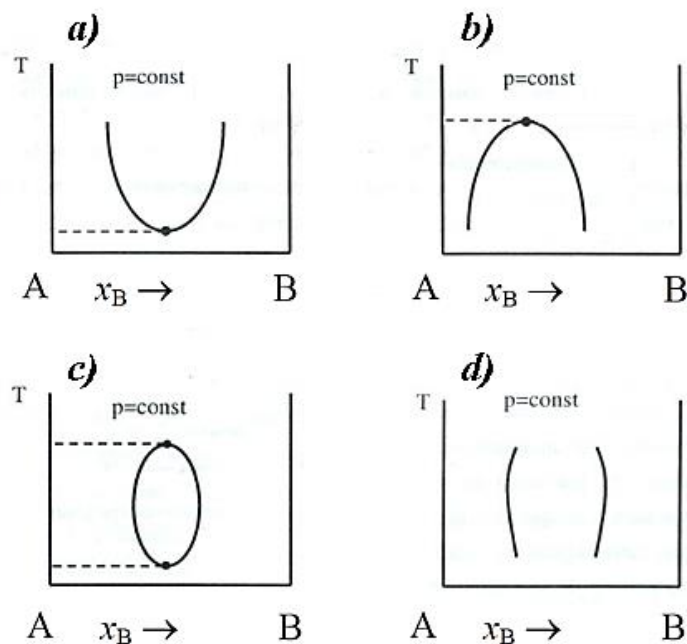 a)
T
p=const
A x_B → B
b)
T
p=const
A x_B → B
c)
T
p=const
A x_B → B
d)
T
p=const
A x_B → B